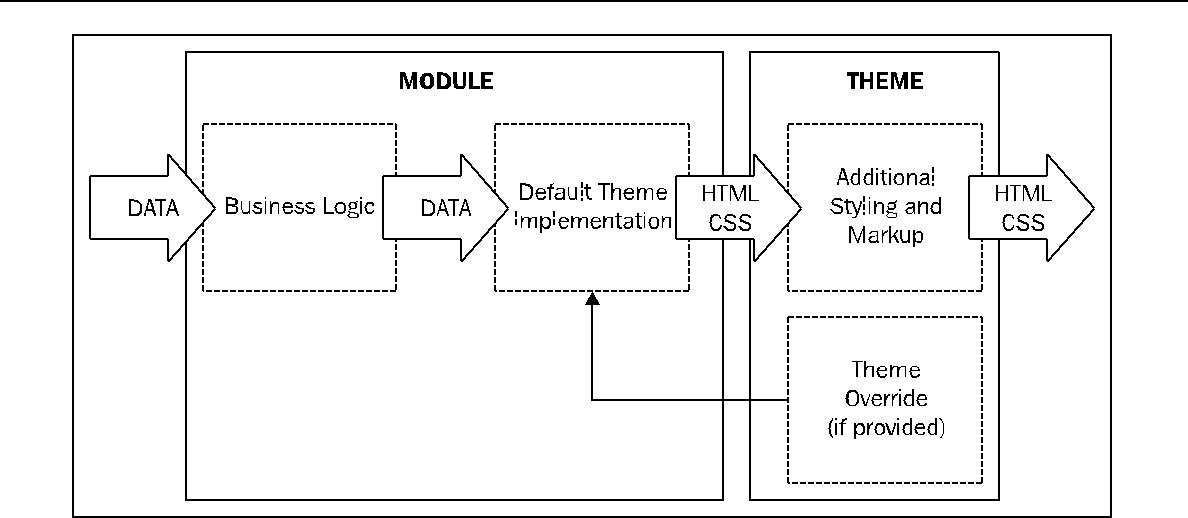 MODULE
THEME
DATA
Business Logic
DATA
Default Theme
Implementation
HTML
CSS
Additional
Styling and
Markup
HTML
CSS
Theme
Override
(if provided)